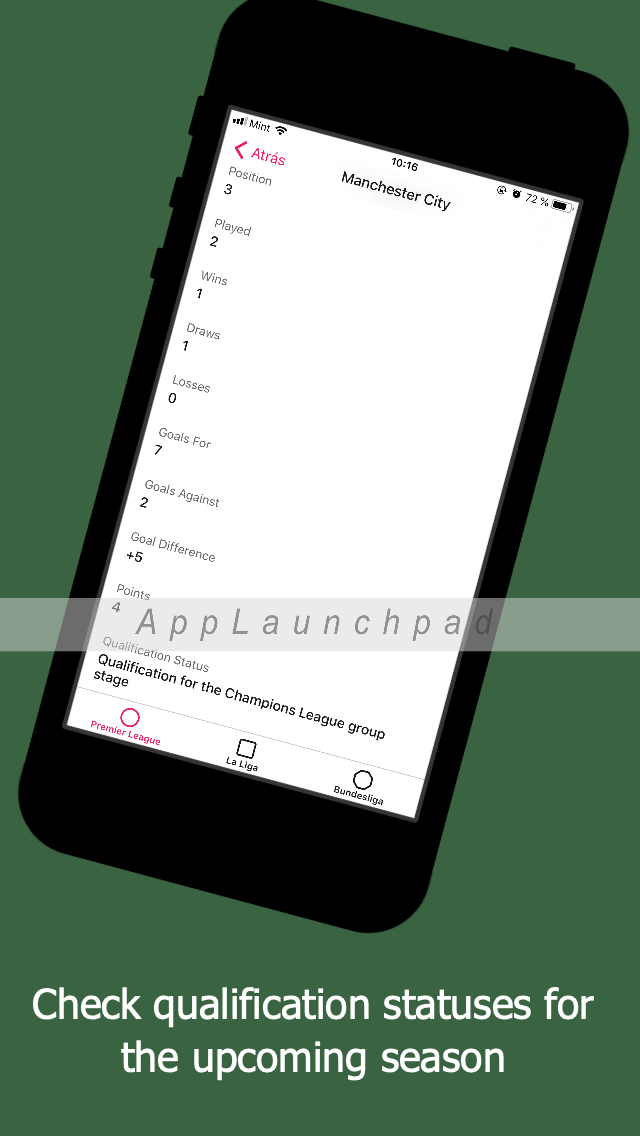 Mint
10:16
72 %
Atrás
Manchester City
Position
3
Played
2
Wins
1
Draws
1
Losses
0
Goals For
7
Goals Against
2
Goal Difference
+5
Points
4
AppLaunchpad
Qualification Status
Qualification for the Champions League group
stage
Premier League
La Liga
Bundesliga
Check qualification statuses for
the upcoming season